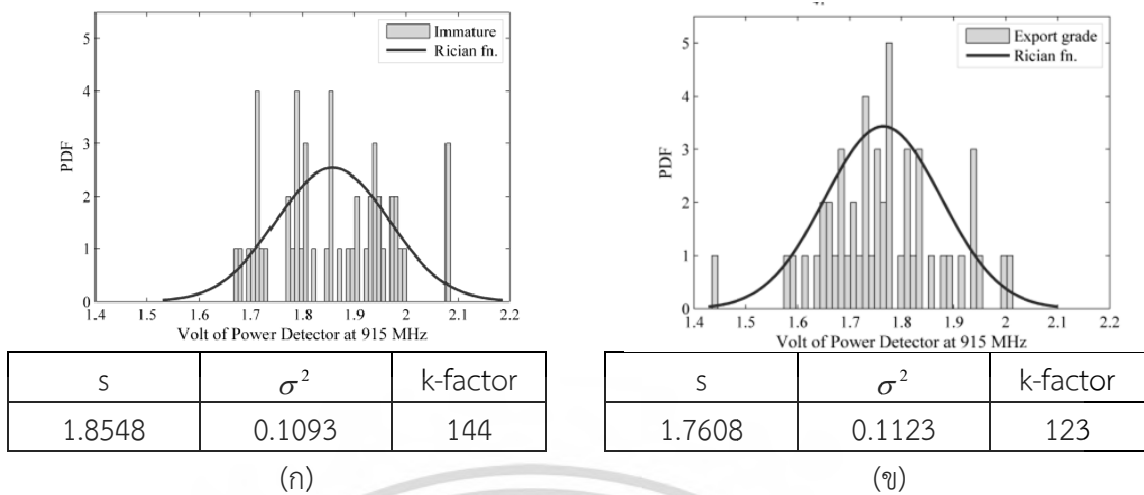 5
4
3
2
1
0
PDF
Immature
Rician fn.
1.4 1.5 1.6 1.7 1.8 1.9 2 2.1 2.2
Volt of Power Detector at 915 MHz
s σ² k-factor
1.8548 0.1093 144
(ก)
5
4
3
2
1
0
PDF
Export grade
Rician fn.
1.4 1.5 1.6 1.7 1.8 1.9 2 2.1 2.2
Volt of Power Detector at 915 MHz
s σ² k-factor
1.7608 0.1123 123
(ข)